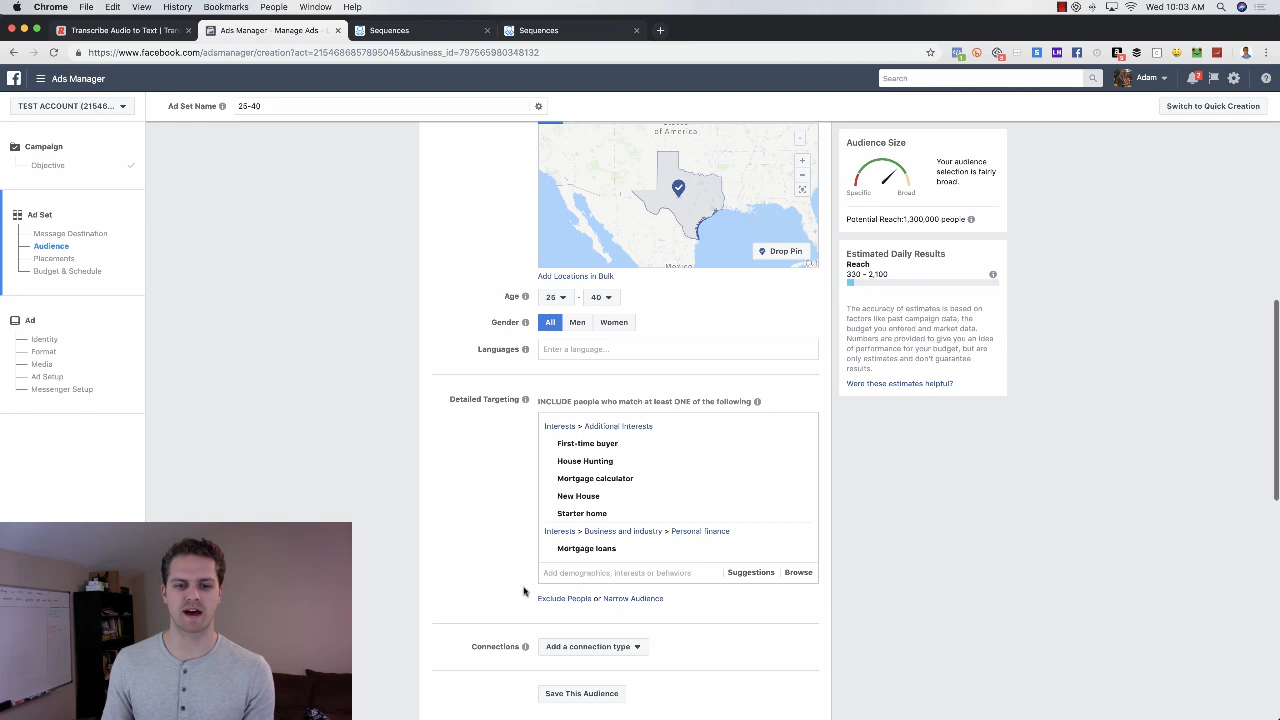 Chrome File Edit View History Bookmarks People Window Help
Wed 10:03 AM
Transcribe Audio to Text | Tran
Ads Manager - Manage Ads -
Sequences
Sequences
https://www.facebook.com/adsmanager/creation?act=2154686857895045&business_id=797565980348132
Ads Manager
Search
Adam
2
TEST ACCOUNT (21546...
Ad Set Name
25-40
Switch to Quick Creation
Campaign
Objective
Ad Set
Message Destination
Audience
Placements
Budget & Schedule
Ad
Identity
Format
Media
Ad Setup
Messenger Setup
of America
Drop Pin
Add Locations in Bulk
Age
25 - 40
Gender
All Men Women
Languages
Enter a language...
Detailed Targeting
INCLUDE people who match at least ONE of the following
Interests > Additional Interests
First-time buyer
House Hunting
Mortgage calculator
New House
Starter home
Interests > Business and industry > Personal finance
Mortgage loans
Add demographics, interests or behaviors
Suggestions
Browse
Exclude People or Narrow Audience
Connections
Add a connection type
Save This Audience
Audience Size
Specific
Broad
Your audience
selection is fairly
broad.
Potential Reach:1,300,000 people
Estimated Daily Results
Reach
330 - 2,100
The accuracy of estimates is based on
factors like past campaign data, the
budget you entered and market data.
Numbers are provided to give you an idea
of performance for your budget, but are
only estimates and don't guarantee
results.
Were these estimates helpful?